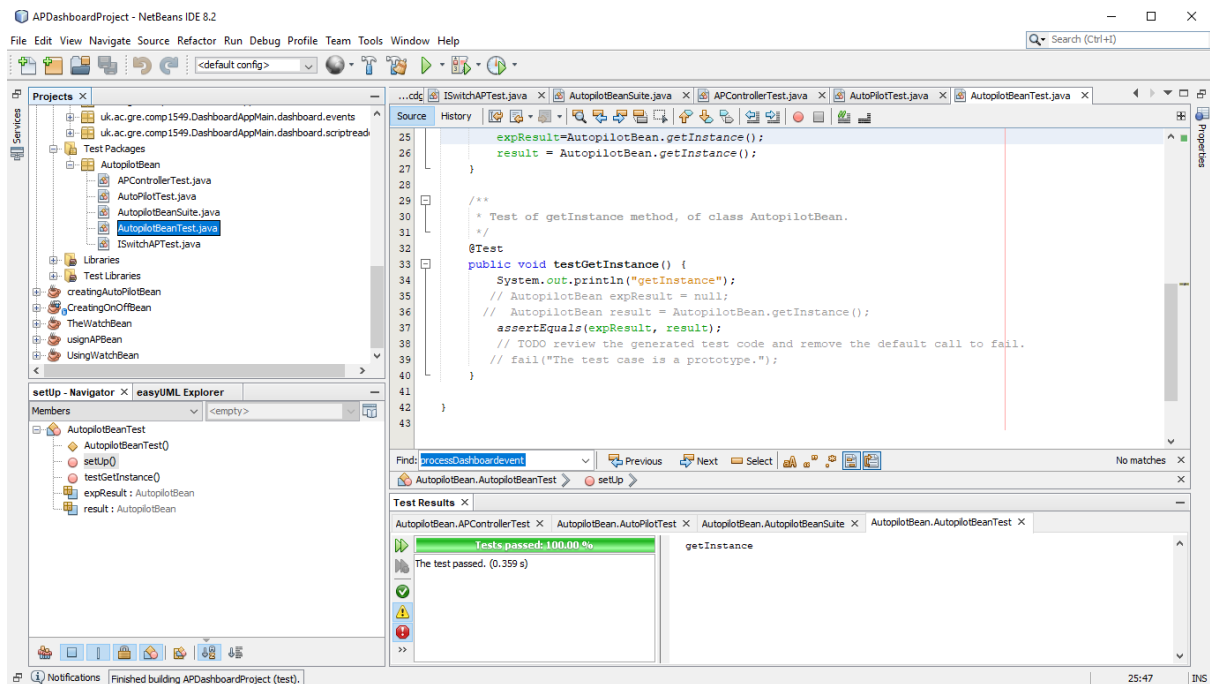 APDashboardProject - NetBeans IDE 8.2
File Edit View Navigate Source Refactor Run Debug Profile Team Tools Window Help
Search (Ctrl+I)
<default config>
Projects
Services
uk.ac.gre.comp1549.DashboardAppMain.dashboard.events
uk.ac.gre.comp1549.DashboardAppMain.dashboard.scriptread
Test Packages
AutopilotBean
APControllerTest.java
AutoPilotTest.java
AutopilotBeanSuite.java
AutopilotBeanTest.java
ISwitchAPTest.java
Libraries
Test Libraries
creatingAutoPilotBean
CreatingOnOffBean
TheWatchBean
usignAPBean
UsingWatchBean
setUp - Navigator
easyUML Explorer
Members
<empty>
AutopilotBeanTest
AutopilotBeanTest()
setUp()
testGetInstance()
expResult : AutopilotBean
result : AutopilotBean
ISwitchAPTest.java
AutopilotBeanSuite.java
APControllerTest.java
AutoPilotTest.java
AutopilotBeanTest.java
Source
History
Properties
25 expResult=AutopilotBean.getInstance();
26 result = AutopilotBean.getInstance();
27 }
28
29 /**
30 * Test of getInstance method, of class AutopilotBean.
31 */
32 @Test
33 public void testGetInstance() {
34 System.out.println("getInstance");
35 // AutopilotBean expResult = null;
36 // AutopilotBean result = AutopilotBean.getInstance();
37 assertEquals(expResult, result);
38 // TODO review the generated test code and remove the default call to fail.
39 // fail("The test case is a prototype.");
40 }
41
42 }
43
Find: processDashboardevent
Previous
Next
Select
No matches
AutopilotBean.AutopilotBeanTest
setUp
Test Results
AutopilotBean.APControllerTest
AutopilotBean.AutoPilotTest
AutopilotBean.AutopilotBeanSuite
AutopilotBean.AutopilotBeanTest
Tests passed: 100.00 %
The test passed. (0.359 s)
getInstance
Notifications
Finished building APDashboardProject (test).
25:47
INS